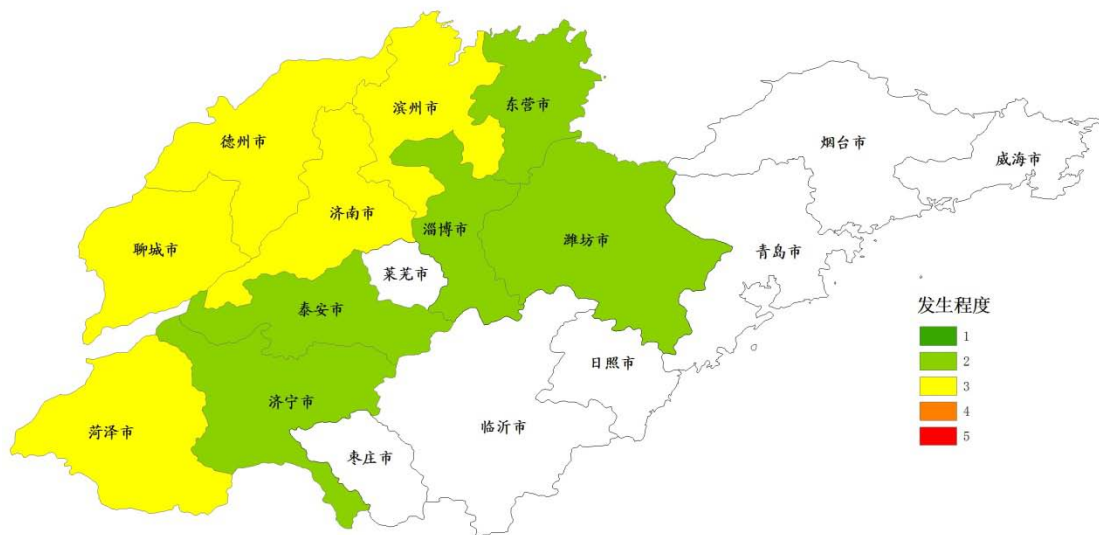 滨州市
东营市
德州市
烟台市
威海市
济南市
淄博市
潍坊市
聊城市
青岛市
莱芜市
泰安市
日照市
济宁市
临沂市
菏泽市
枣庄市
发生程度
1
2
3
4
5